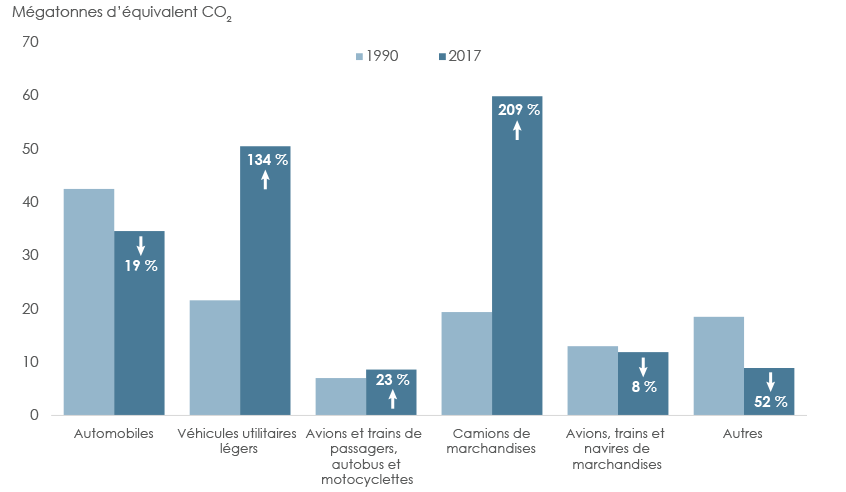 Mégatonnes d’équivalent CO₂
70
1990
2017
60
209 %
50
134 %
40
30
19 %
20
10
23 %
8 %
52 %
0
Automobiles
Véhicules utilitaires
légers
Avions et trains de
passagers,
autobus et
motocyclettes
Camions de
marchandises
Avions, trains et
navires de
marchandises
Autres